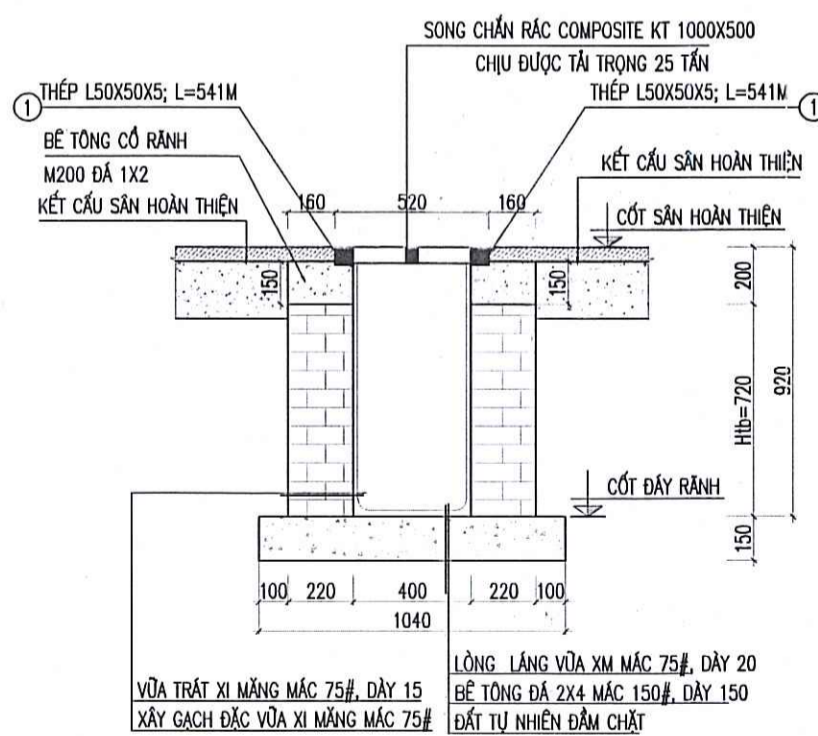 SONG CHẮN RÁC COMPOSITE KT 1000X500
CHỊU ĐƯỢC TẢI TRỌNG 25 TẤN
1 THÉP L50X50X5; L=541M
THÉP L50X50X5; L=541M 1
BÊ TÔNG CỔ RÃNH
M200 ĐÁ 1X2
KẾT CẤU SÂN HOÀN THIỆN
KẾT CẤU SÂN HOÀN THIỆN
CỐT SÂN HOÀN THIỆN
160 520 160
150
150
200
Htb=720
920
CỐT ĐÁY RÃNH
150
100 220 400 220 100
1040
VỮA TRÁT XI MĂNG MÁC 75#, DÀY 15
XÂY GẠCH ĐẶC VỮA XI MĂNG MÁC 75#
LÒNG LÁNG VỮA XM MÁC 75#, DÀY 20
BÊ TÔNG ĐÁ 2X4 MÁC 150#, DÀY 150
ĐẤT TỰ NHIÊN ĐẦM CHẶT